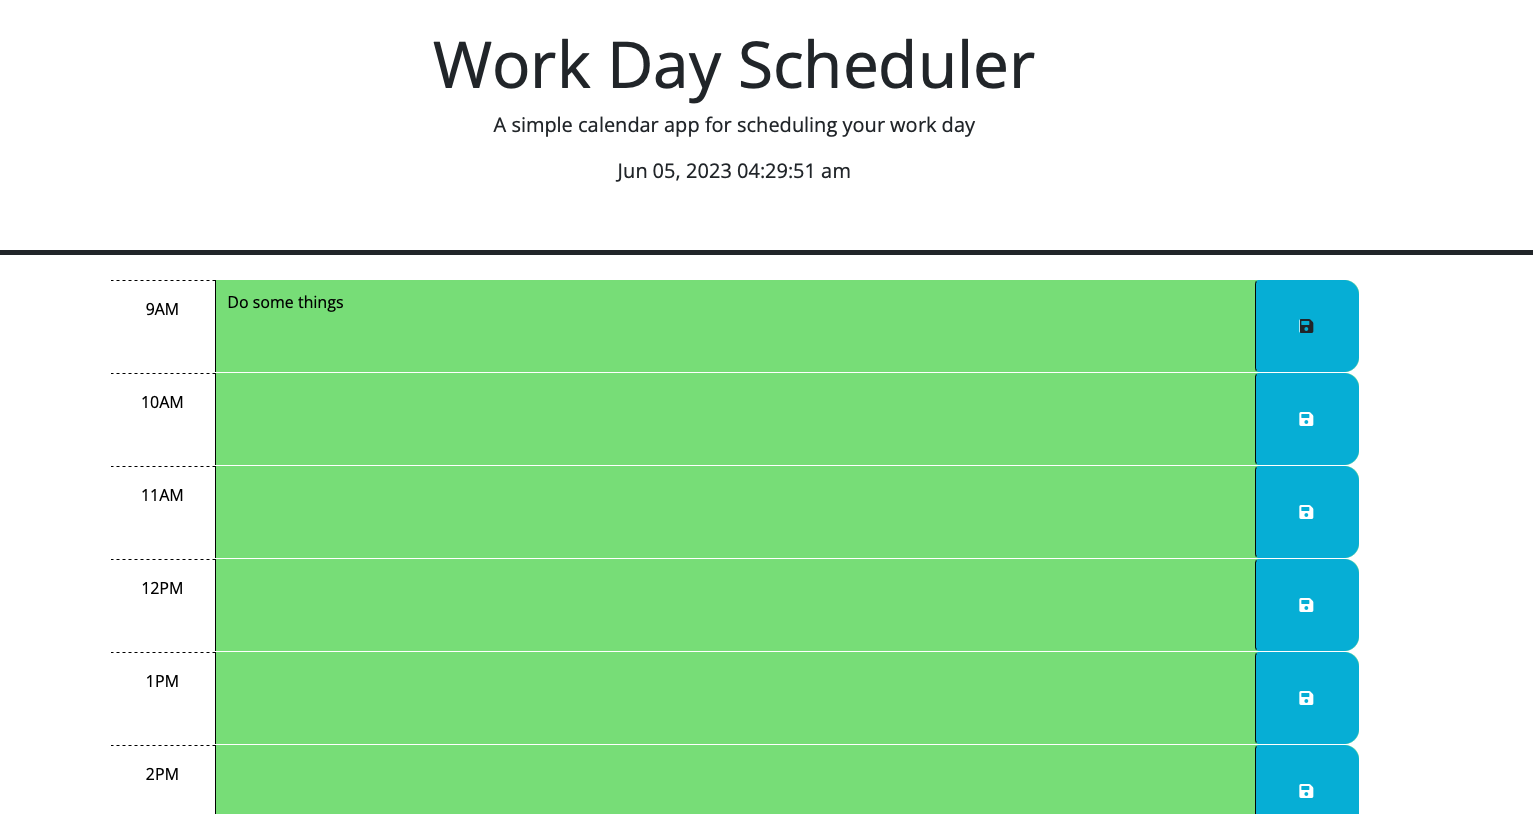 Work Day Scheduler
A simple calendar app for scheduling your work day
Jun 05, 2023 04:29:51 am
9AM
Do some things
10AM
11AM
12PM
1PM
2PM